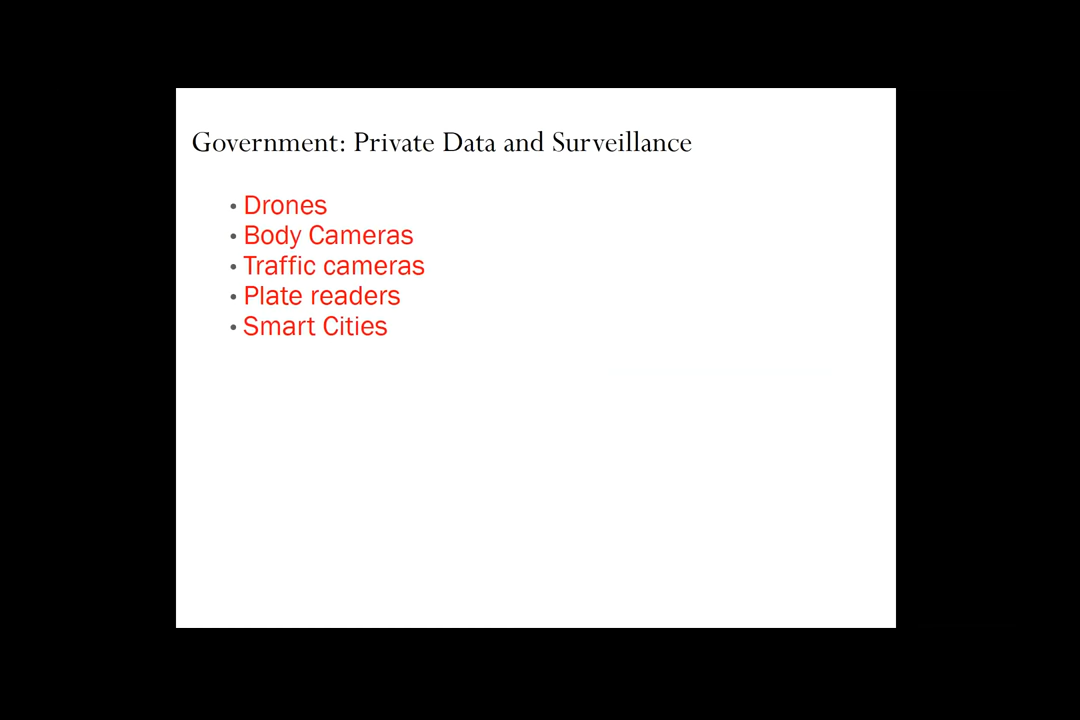 Government: Private Data and Surveillance
• Drones
• Body Cameras
• Traffic cameras
• Plate readers
• Smart Cities